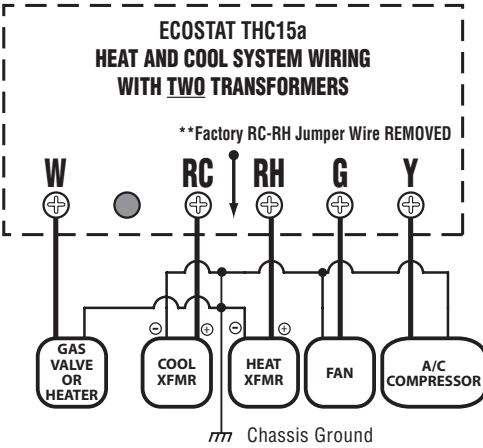 ECOSTAT THC15a
HEAT AND COOL SYSTEM WIRING
WITH TWO TRANSFORMERS
**Factory RC-RH Jumper Wire REMOVED
W RC RH G Y
GAS
VALVE
OR
HEATER
COOL
XFMR
HEAT
XFMR
FAN
A/C
COMPRESSOR
Chassis Ground